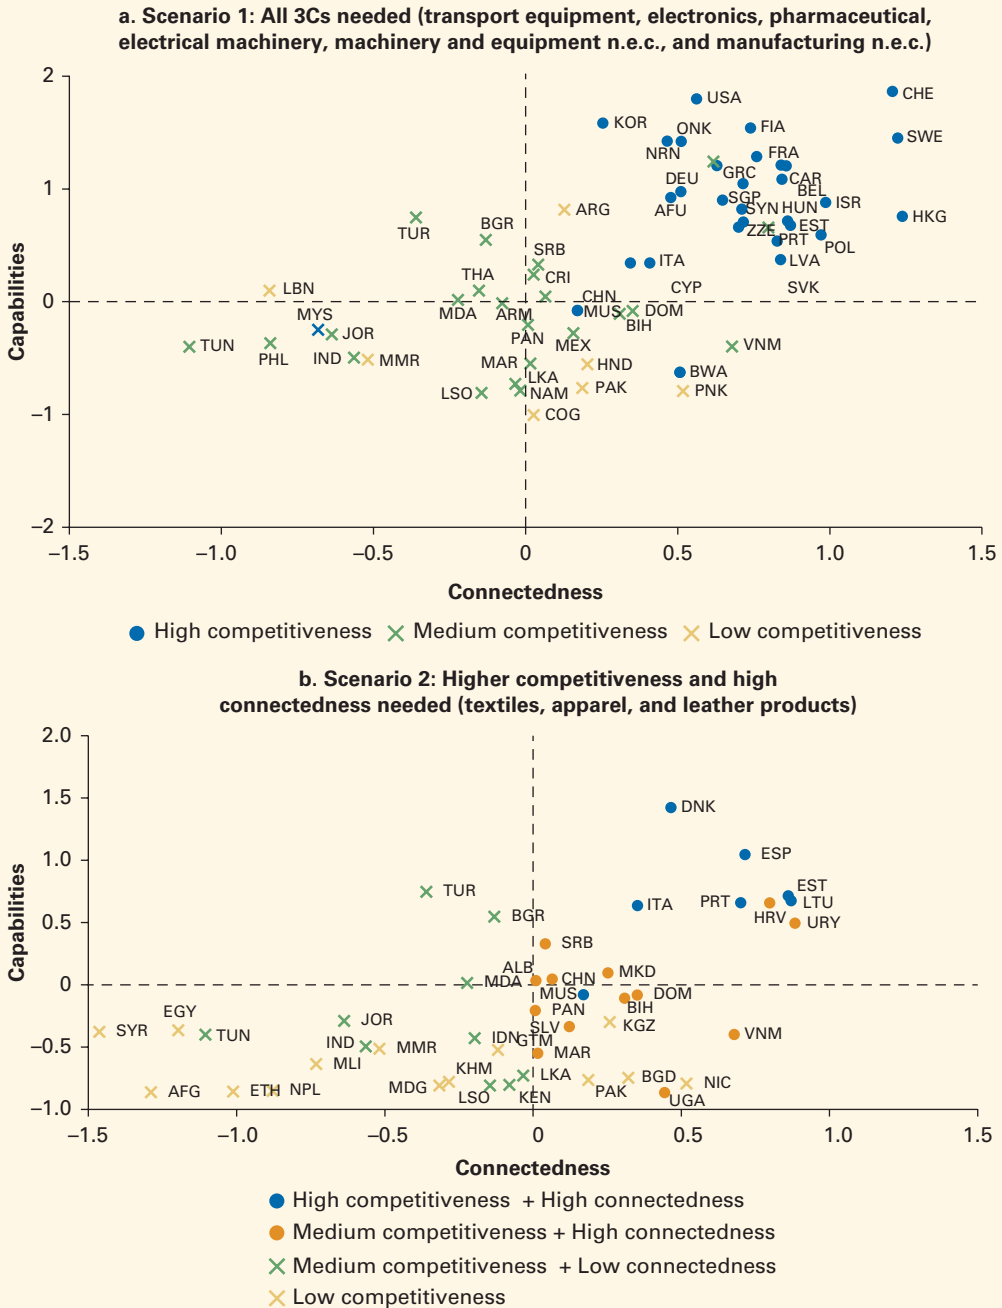 a. Scenario 1: All 3Cs needed (transport equipment, electronics, pharmaceutical,
electrical machinery, machinery and equipment n.e.c., and manufacturing n.e.c.)
Capabilities
2
1
0
–1
–2
USA
CHE
KOR
ONK
FIA
SWE
NRN
FRA
GRC
DEU
CAR
BEL
AFU
SGP
SYN
HUN
ISR
HKG
ARG
TUR
BGR
ZZE
EST
PRT
POL
SRB
ITA
LVA
THA
CRI
LBN
CYP
SVK
CHN
MYS
MDA
ARM
MUS
DOM
BIH
JOR
PAN
MEX
TUN
PHL
VNM
IND
MMR
MAR
HND
BWA
LKA
LSO
NAM
PAK
PNK
COG
–1.5
–1.0
–0.5
0
0.5
1.0
1.5
Connectedness
High competitiveness
Medium competitiveness
Low competitiveness
b. Scenario 2: Higher competitiveness and high
connectedness needed (textiles, apparel, and leather products)
Capabilities
2.0
1.5
1.0
0.5
0
–0.5
–1.0
DNK
ESP
TUR
EST
ITA
PRT
LTU
BGR
HRV
URY
SRB
ALB
MKD
MDA
CHN
MUS
DOM
EGY
PAN
BIH
SYR
JOR
SLV
KGZ
TUN
IND
IDN
GTM
VNM
MMR
MAR
MLI
KHM
LKA
BGD
NIC
AFG
ETH
NPL
MDG
LSO
KEN
PAK
UGA
–1.5
–1.0
–0.5
0
0.5
1.0
1.5
Connectedness
High competitiveness + High connectedness
Medium competitiveness + High connectedness
Medium competitiveness + Low connectedness
Low competitiveness